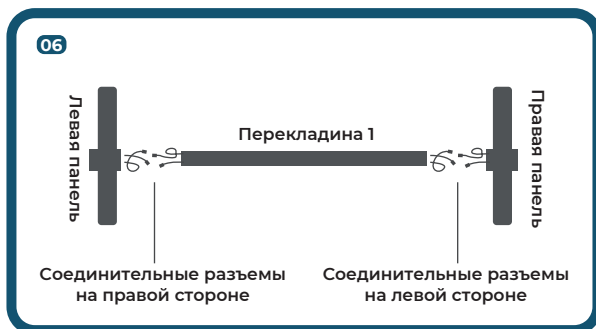 06
Левая панель
Перекладина 1
Правая панель
Соединительные разъемы
на правой стороне
Соединительные разъемы
на левой стороне